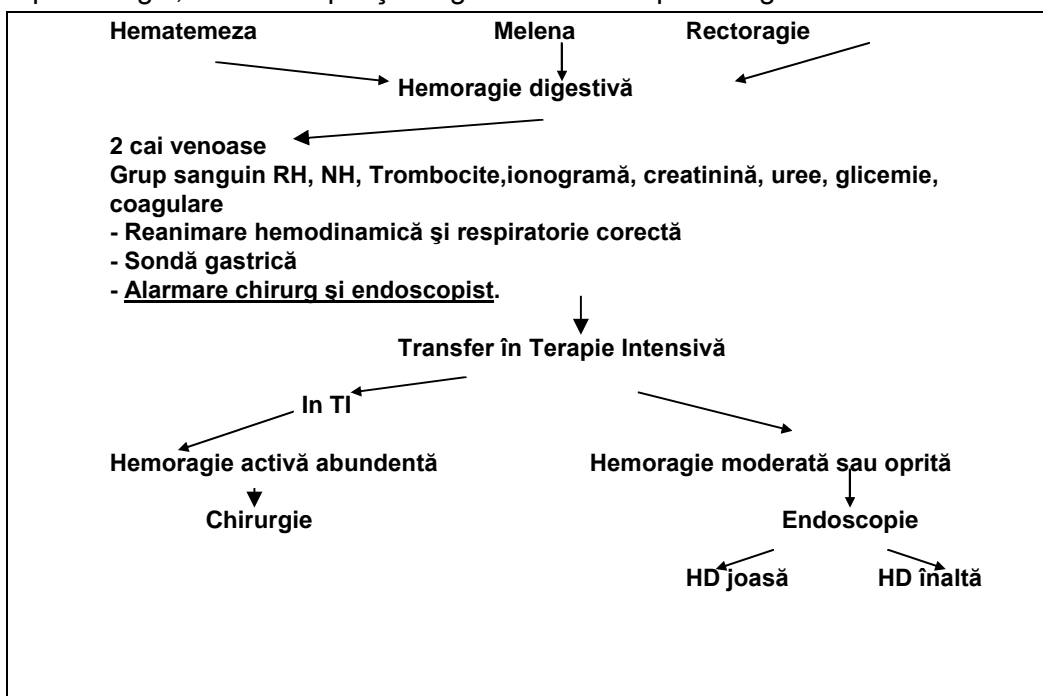 Hematemeza Melena Rectoragie
Hemoragie digestivă
2 cai venoase
Grup sanguin RH, NH, Trombocite,ionogramă, creatinină, uree, glicemie,
coagulare
- Reanimare hemodinamică şi respiratorie corectă
- Sondă gastrică
- Alarmare chirurg şi endoscopist.
Transfer în Terapie Intensivă
In TI
Hemoragie activă abundentă Hemoragie moderată sau oprită
Chirurgie Endoscopie
HD joasă HD înaltă